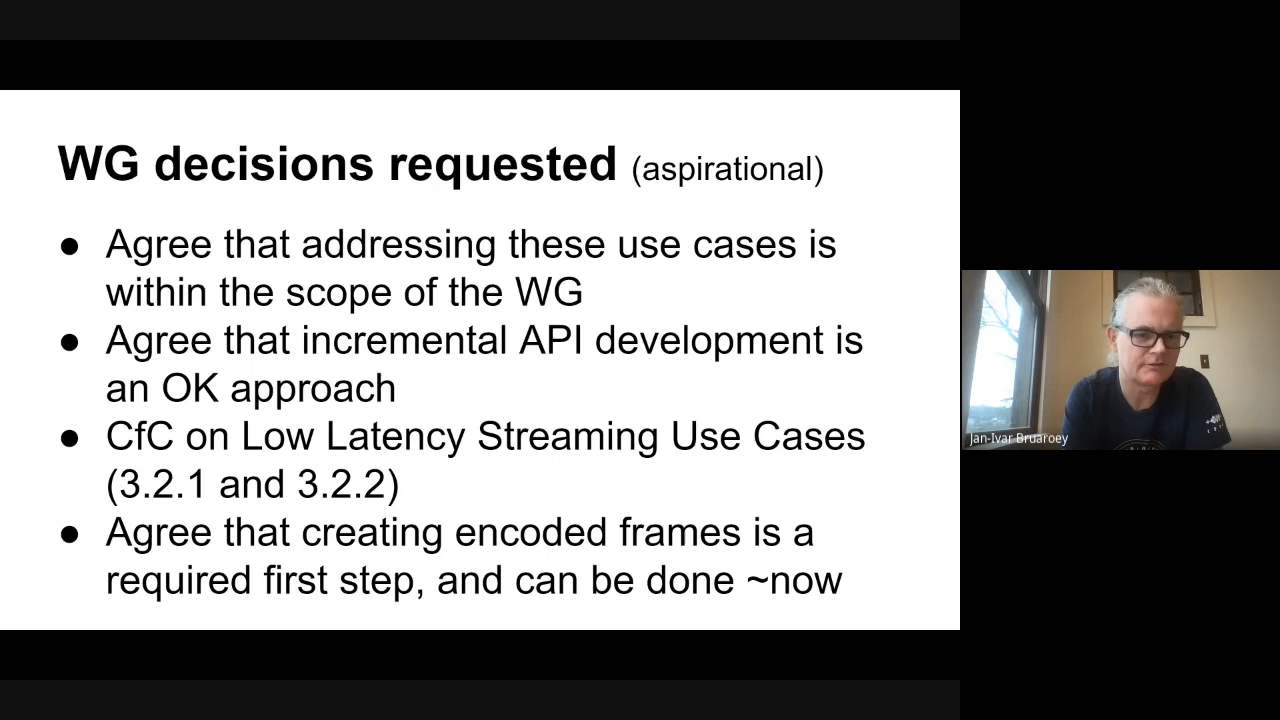 WG decisions requested (aspirational)
● Agree that addressing these use cases is
within the scope of the WG
● Agree that incremental API development is
an OK approach
● CfC on Low Latency Streaming Use Cases
(3.2.1 and 3.2.2)
● Agree that creating encoded frames is a
required first step, and can be done ~now
Jan-Ivar Bruaroey